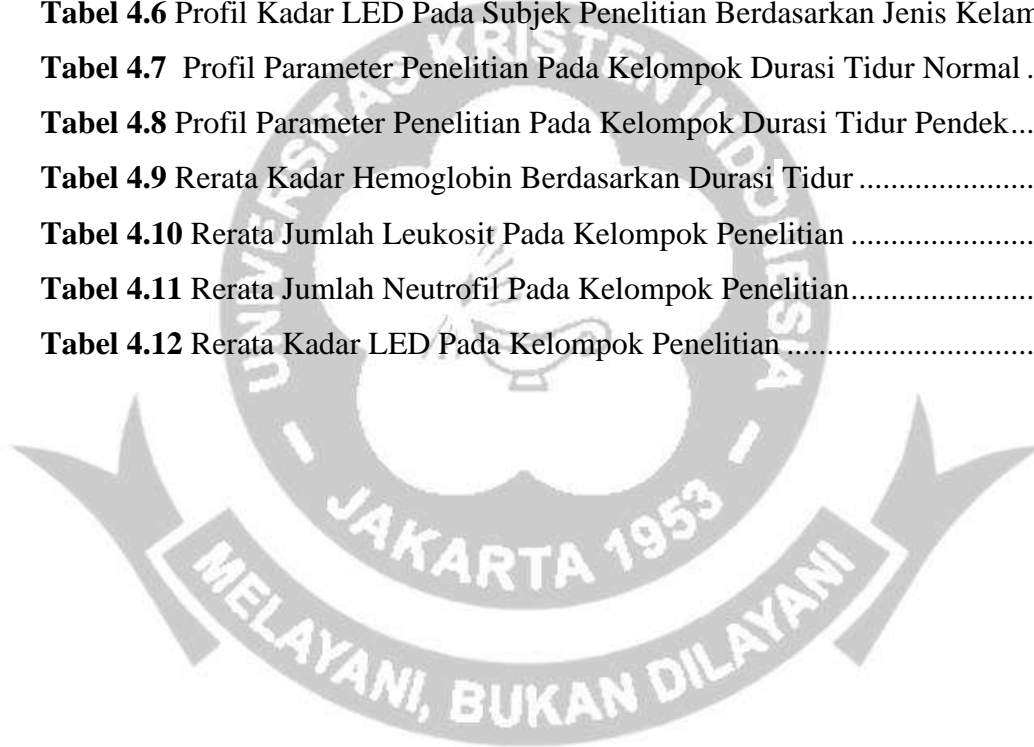 Tabel 4.6 Profil Kadar LED Pada Subjek Penelitian Berdasarkan Jenis Kelam
Tabel 4.7 Profil Parameter Penelitian Pada Kelompok Durasi Tidur Normal .
Tabel 4.8 Profil Parameter Penelitian Pada Kelompok Durasi Tidur Pendek...
Tabel 4.9 Rerata Kadar Hemoglobin Berdasarkan Durasi Tidur ......................
Tabel 4.10 Rerata Jumlah Leukosit Pada Kelompok Penelitian .......................
Tabel 4.11 Rerata Jumlah Neutrofil Pada Kelompok Penelitian.......................
Tabel 4.12 Rerata Kadar LED Pada Kelompok Penelitian ...............................
UNIVERSITAS KRISTEN INDONESIA
- JAKARTA 1953 -
MELAYANI, BUKAN DILAYANI